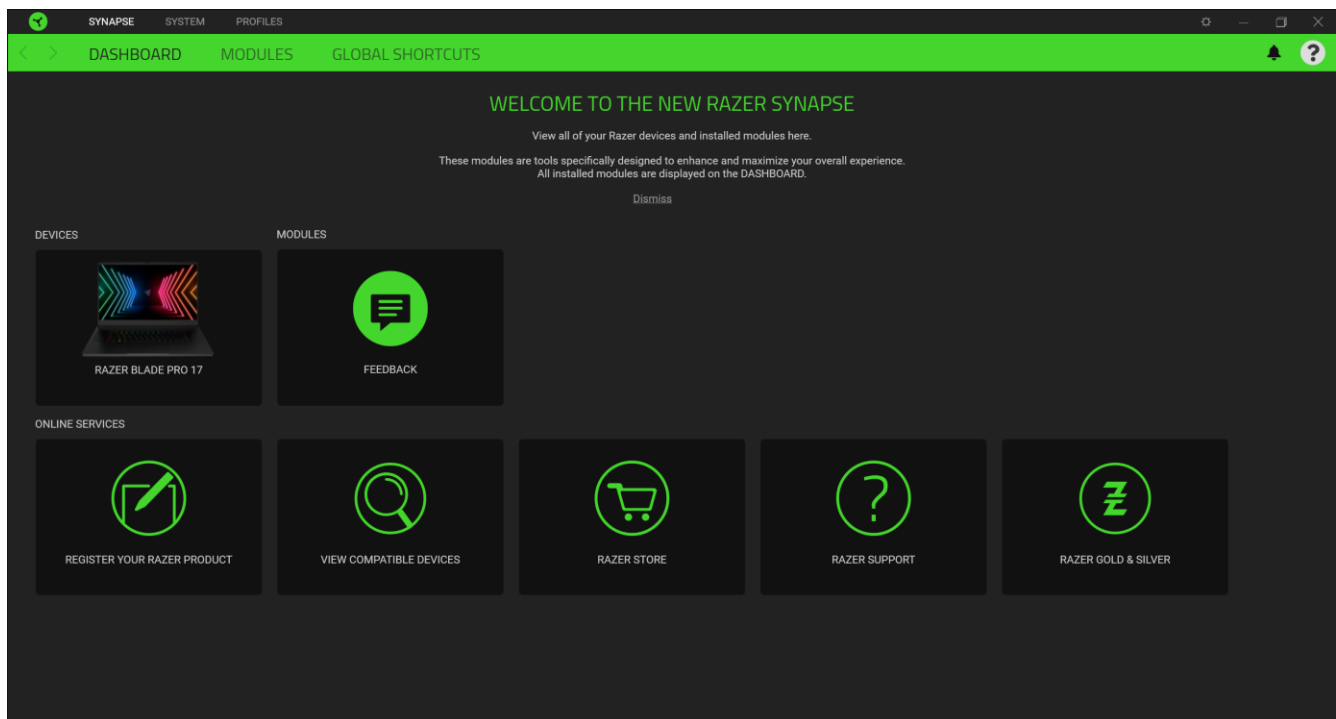 SYNAPSE SYSTEM PROFILES
DASHBOARD MODULES GLOBAL SHORTCUTS
WELCOME TO THE NEW RAZER SYNAPSE
View all of your Razer devices and installed modules here.
These modules are tools specifically designed to enhance and maximize your overall experience.
All installed modules are displayed on the DASHBOARD.
Dismiss
DEVICES MODULES
RAZER BLADE PRO 17 FEEDBACK
ONLINE SERVICES
REGISTER YOUR RAZER PRODUCT VIEW COMPATIBLE DEVICES RAZER STORE RAZER SUPPORT RAZER GOLD & SILVER